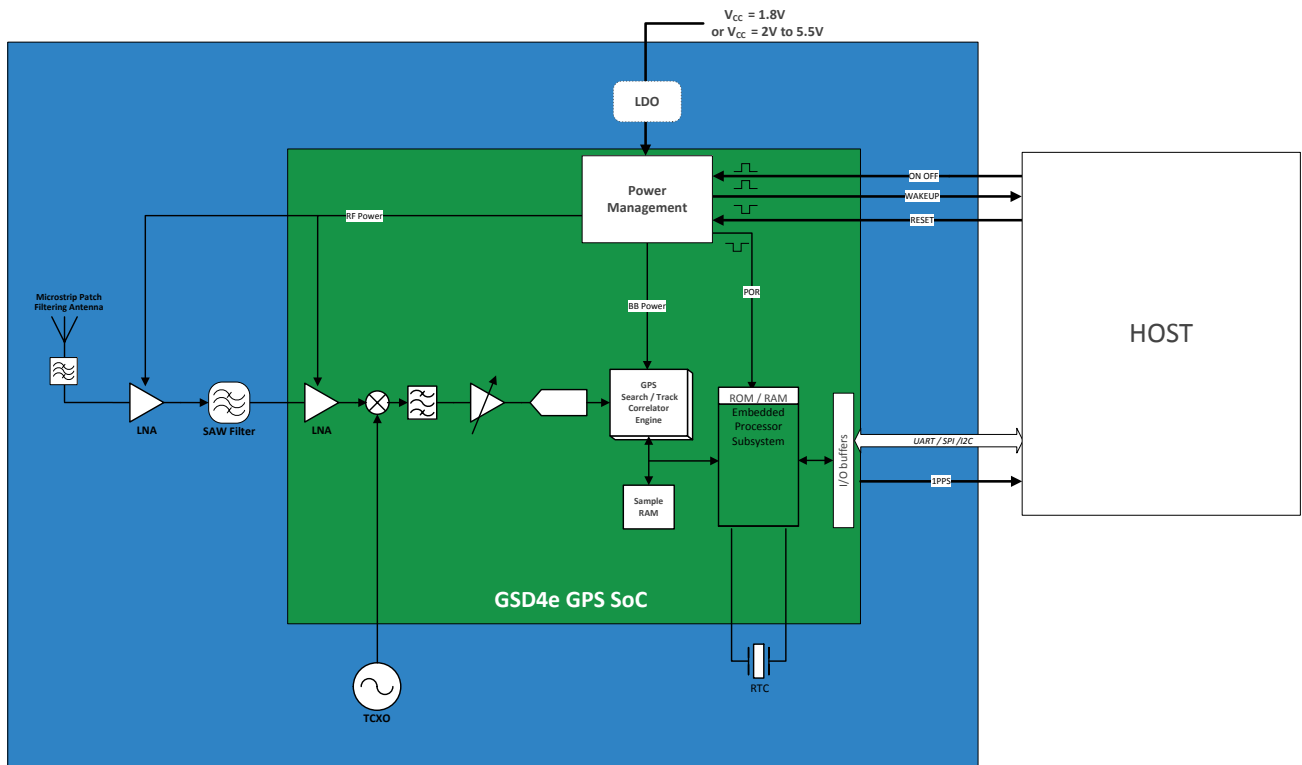 V_CC = 1.8V
or V_CC = 2V to 5.5V
LDO
Power
Management
ON OFF
WAKEUP
RESET
RF Power
HOST
Microstrip Patch
Filtering Antenna
BB Power
POR
LNA
SAW Filter
LNA
GPS
Search / Track
Correlator
Engine
ROM / RAM
Embedded
Processor
Subsystem
I/O buffers
UART / SPI /I2C
1PPS
Sample
RAM
GSD4e GPS SoC
TCXO
RTC